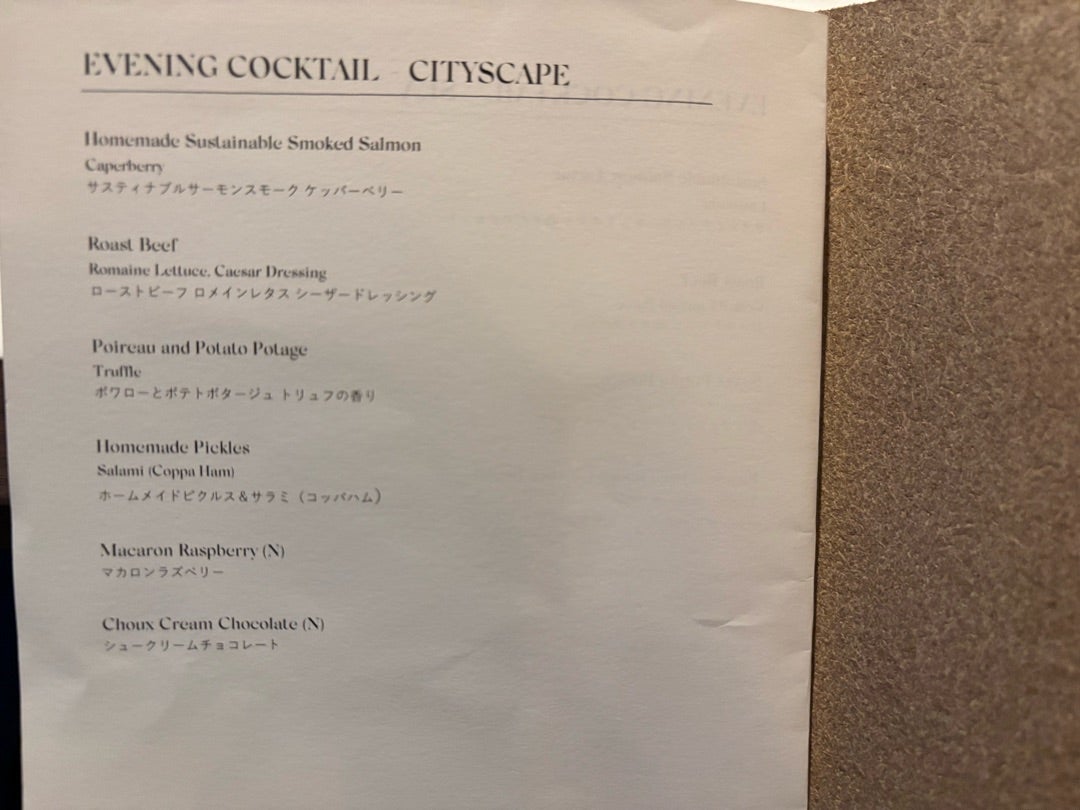 EVENING COCKTAIL - CITYSCAPE
Homemade Sustainable Smoked Salmon
Caperberry
サスティナブルサーモンスモーク ケッパーベリー
Roast Beef
Romaine Lettuce, Caesar Dressing
ローストビーフ ロメインレタス シーザードレッシング
Poireau and Potato Potage
Truffle
ポワローとポテトポタージュ トリュフの香り
Homemade Pickles
Salami (Coppa Ham)
ホームメイドピクルス＆サラミ（コッパハム）
Macaron Raspberry (N)
マカロンラズベリー
Choux Cream Chocolate (N)
シュークリームチョコレート